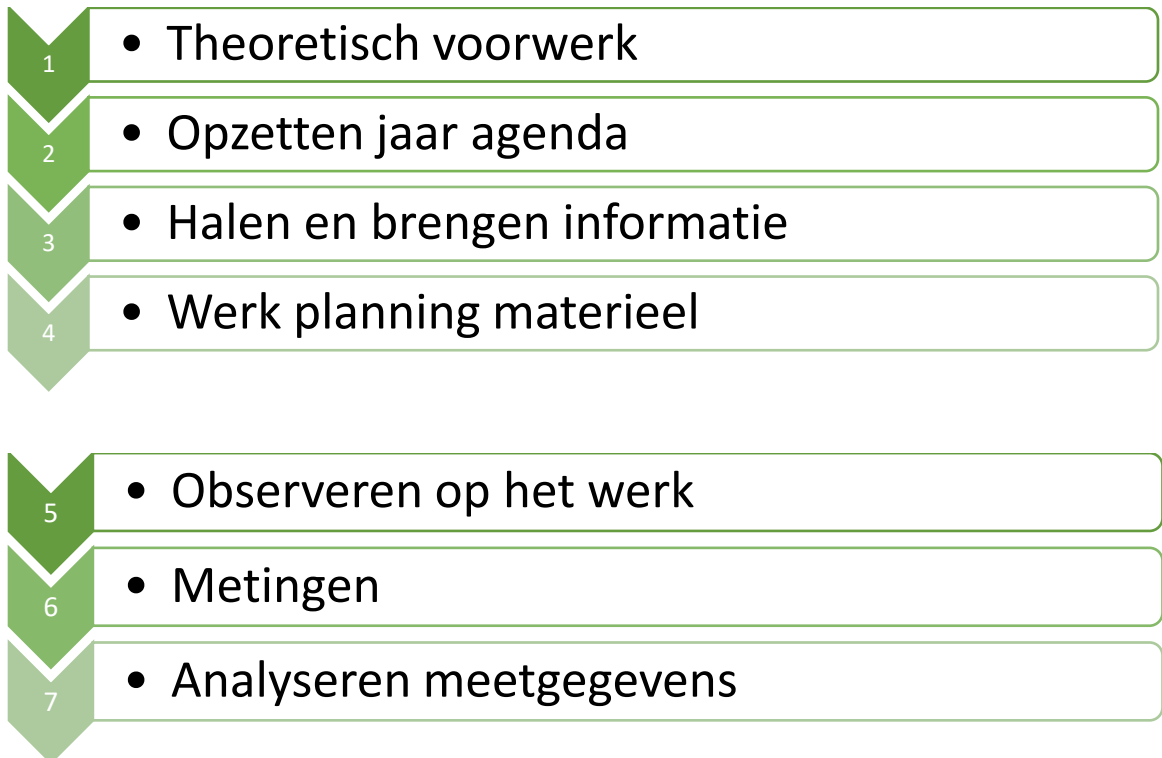 1 • Theoretisch voorwerk
2 • Opzetten jaar agenda
3 • Halen en brengen informatie
4 • Werk planning materieel
5 • Observeren op het werk
6 • Metingen
7 • Analyseren meetgegevens